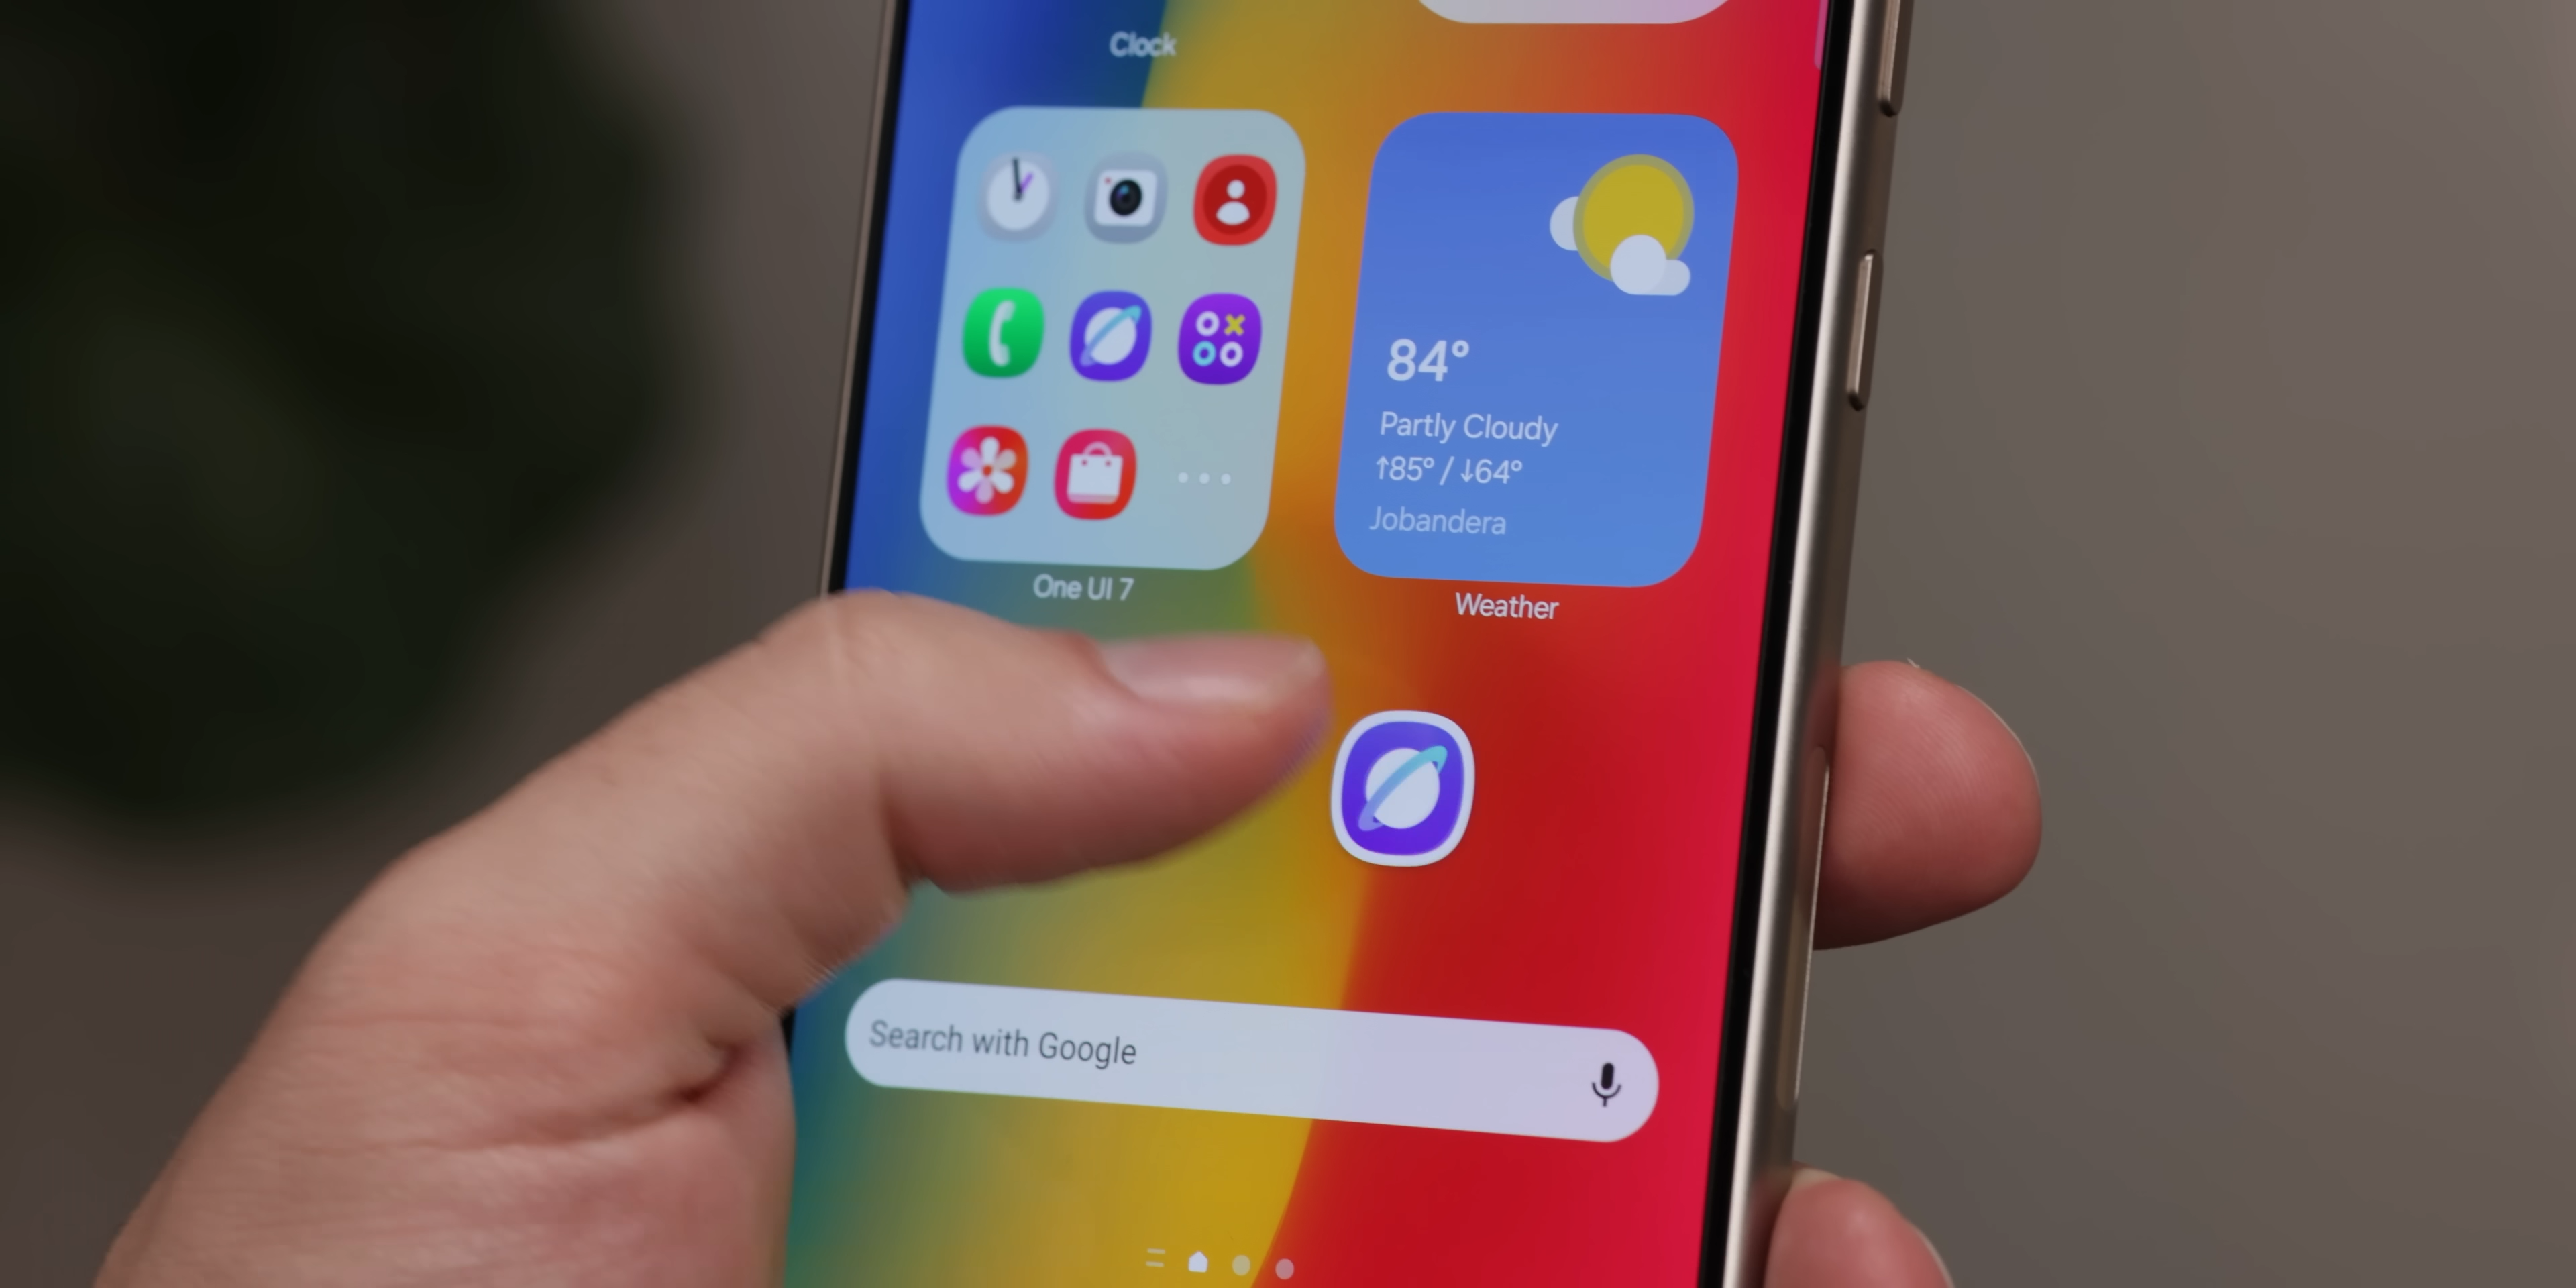 Clock
84°
Partly Cloudy
↑85° / ↓64°
Jobandera
One UI 7
Weather
Search with Google